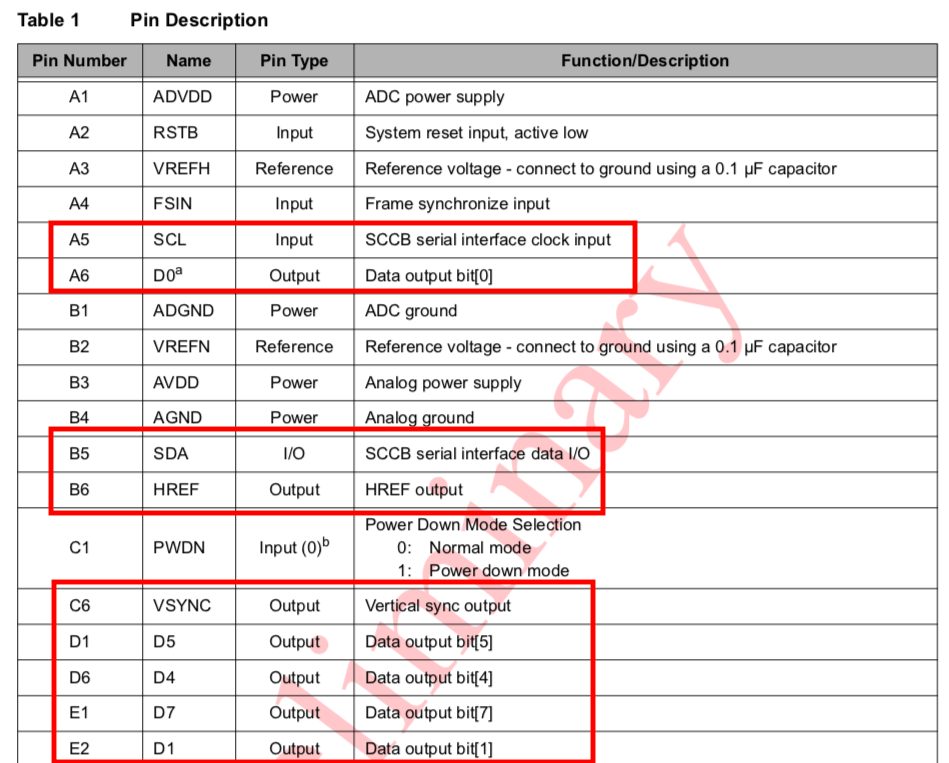 Table 1 Pin Description
Pin Number Name Pin Type Function/Description
A1 ADVDD Power ADC power supply
A2 RSTB Input System reset input, active low
A3 VREFH Reference Reference voltage - connect to ground using a 0.1 µF capacitor
A4 FSIN Input Frame synchronize input
A5 SCL Input SCCB serial interface clock input
A6 D0ᵃ Output Data output bit[0]
B1 ADGND Power ADC ground
B2 VREFN Reference Reference voltage - connect to ground using a 0.1 µF capacitor
B3 AVDD Power Analog power supply
B4 AGND Power Analog ground
B5 SDA I/O SCCB serial interface data I/O
B6 HREF Output HREF output
C1 PWDN Input (0)ᵇ Power Down Mode Selection
0: Normal mode
1: Power down mode
C6 VSYNC Output Vertical sync output
D1 D5 Output Data output bit[5]
D6 D4 Output Data output bit[4]
E1 D7 Output Data output bit[7]
E2 D1 Output Data output bit[1]
liminary